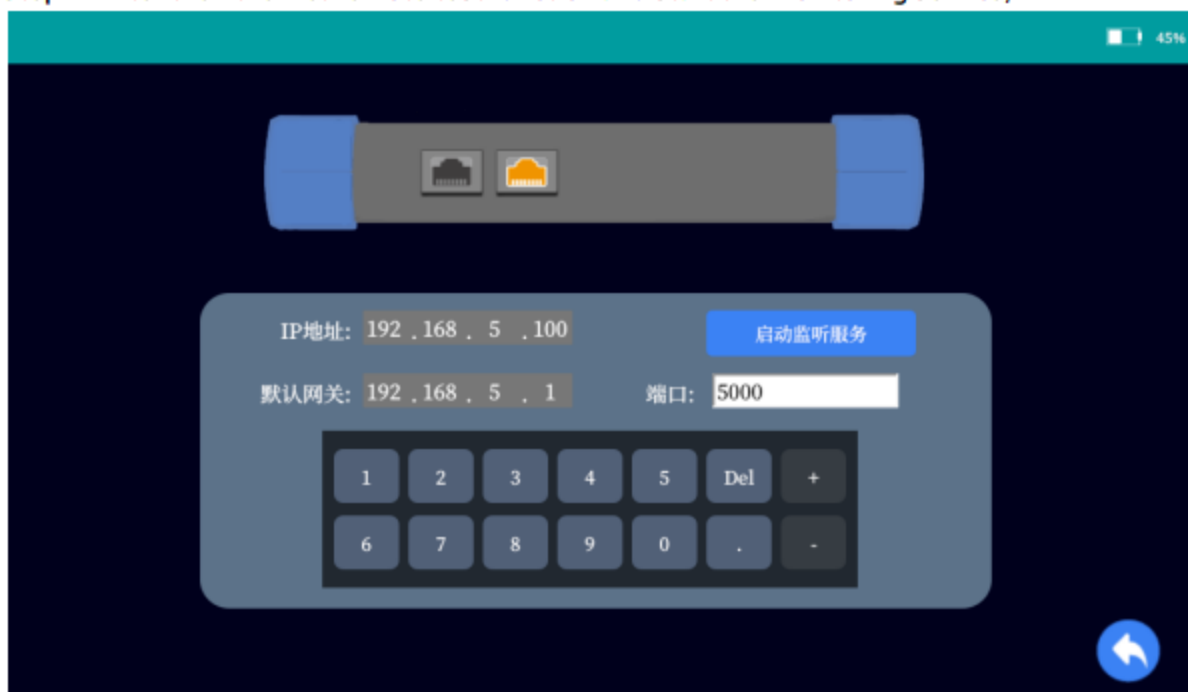 45%
IP地址: 192 . 168 . 5 . 100
启动监听服务
默认网关: 192 . 168 . 5 . 1
端口: 5000
1 2 3 4 5 Del +
6 7 8 9 0 . -